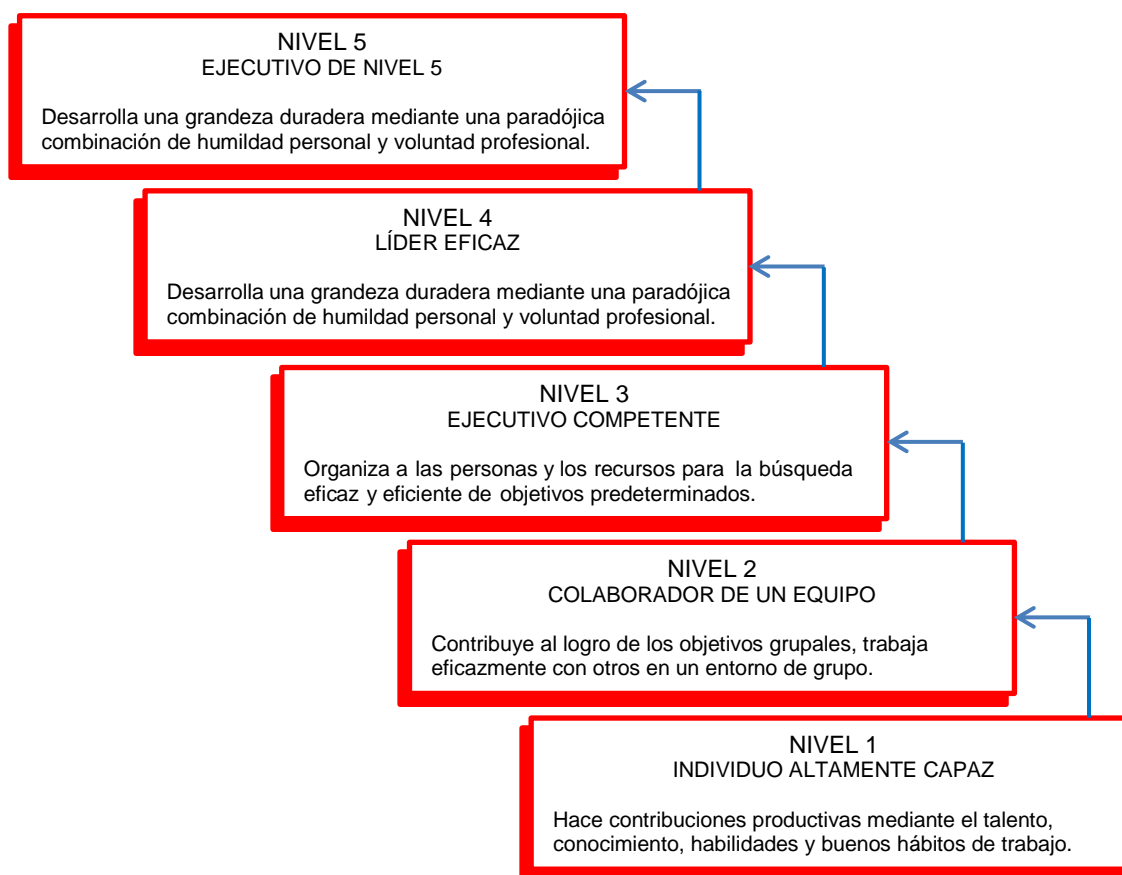 NIVEL 5
EJECUTIVO DE NIVEL 5
Desarrolla una grandeza duradera mediante una paradójica
combinación de humildad personal y voluntad profesional.
NIVEL 4
LÍDER EFICAZ
Desarrolla una grandeza duradera mediante una paradójica
combinación de humildad personal y voluntad profesional.
NIVEL 3
EJECUTIVO COMPETENTE
Organiza a las personas y los recursos para la búsqueda
eficaz y eficiente de objetivos predeterminados.
NIVEL 2
COLABORADOR DE UN EQUIPO
Contribuye al logro de los objetivos grupales, trabaja
eficazmente con otros en un entorno de grupo.
NIVEL 1
INDIVIDUO ALTAMENTE CAPAZ
Hace contribuciones productivas mediante el talento,
conocimiento, habilidades y buenos hábitos de trabajo.